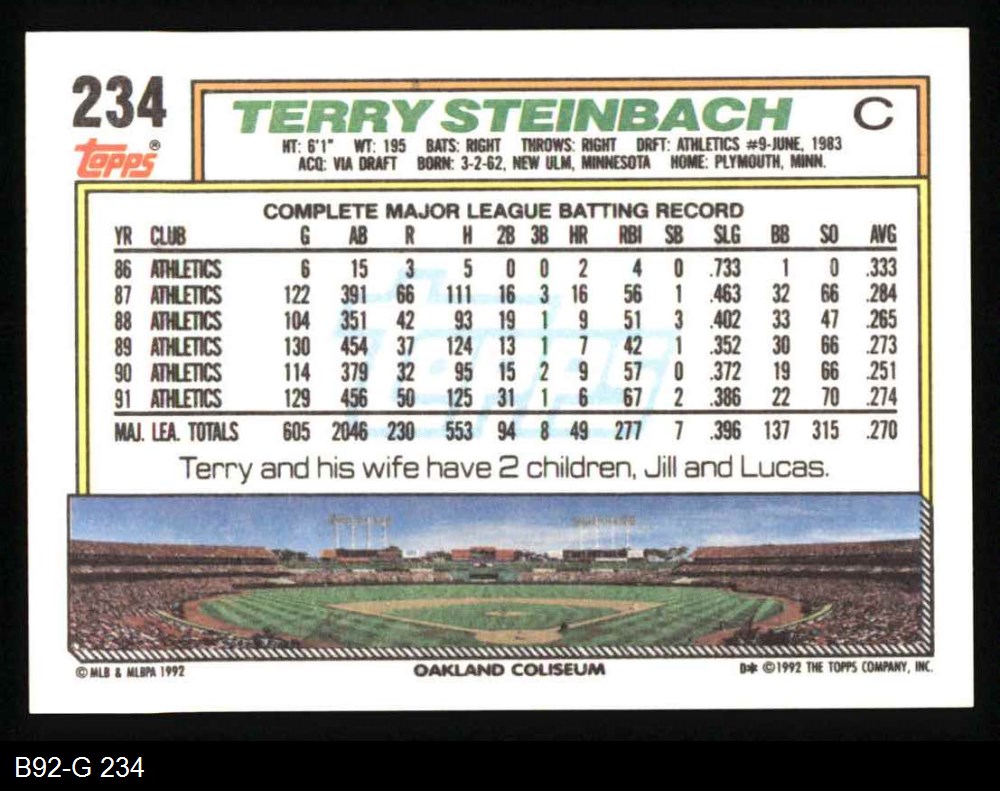 234
topps®
TERRY STEINBACH C
HT: 6'1" WT: 195 BATS: RIGHT THROWS: RIGHT DRFT: ATHLETICS #9-JUNE, 1983
ACQ: VIA DRAFT BORN: 3-2-62, NEW ULM, MINNESOTA HOME: PLYMOUTH, MINN.
COMPLETE MAJOR LEAGUE BATTING RECORD
YR CLUB G AB R H 2B 3B HR RBI SB SLG BB SO AVG
86 ATHLETICS 6 15 3 5 0 0 2 4 0 .733 1 0 .333
87 ATHLETICS 122 391 66 111 16 3 16 56 1 .463 32 66 .284
88 ATHLETICS 104 351 42 93 19 1 9 51 3 .402 33 47 .265
89 ATHLETICS 130 454 37 124 13 1 7 42 1 .352 30 66 .273
90 ATHLETICS 114 379 32 95 15 2 9 57 0 .372 19 66 .251
91 ATHLETICS 129 456 50 125 31 1 6 67 2 .386 22 70 .274
MAJ. LEA. TOTALS 605 2046 230 553 94 8 49 277 7 .396 137 315 .270
Topps
Terry and his wife have 2 children, Jill and Lucas.
© MLB & MLBPA 1992 OAKLAND COLISEUM B* © 1992 THE TOPPS COMPANY, INC.
B92-G 234